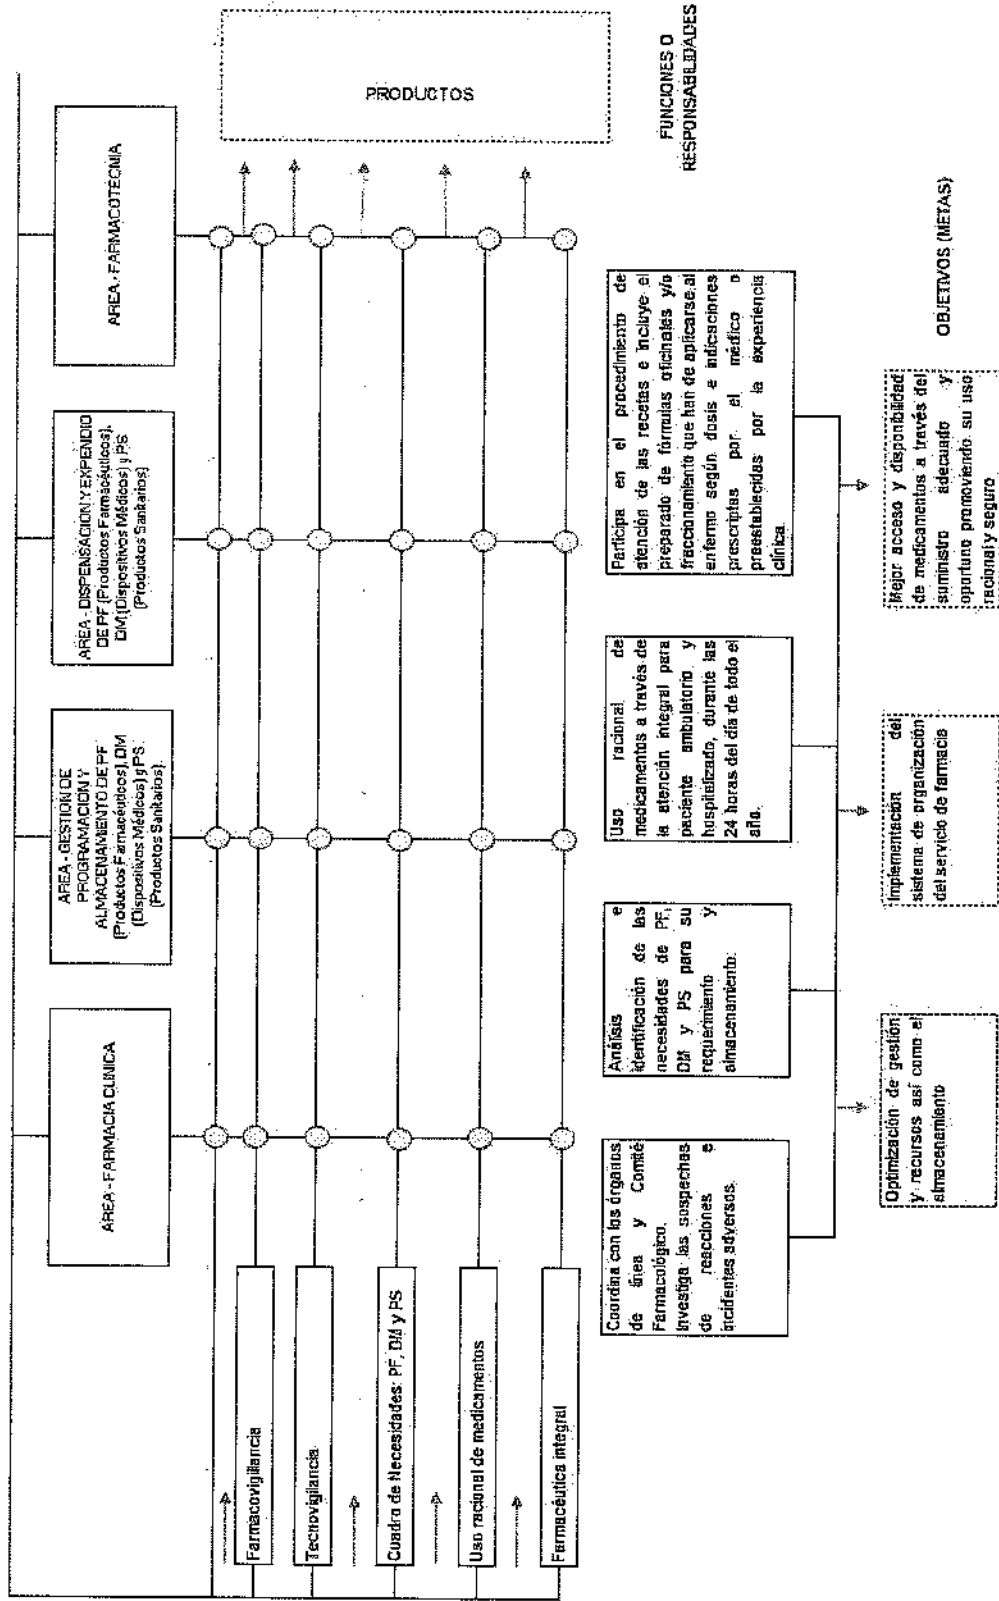 AREA - FARMACIA CLINICA
AREA - GESTION DE
PROGRAMACION Y
ALMACENAMIENTO DE PF
(Productos Farmacéuticos), DM
(Dispositivos Médicos) y PS
(Productos Sanitarios).
AREA - DISPENSACIÓN Y EXPENDIO
DE PF (Productos Farmacéuticos),
DM (Dispositivos Médicos) y PS
(Productos Sanitarios)
AREA - FARMACOTECNIA
Farmacovigilancia
Tecnovigilancia
Cuadro de Necesidades: PF, DM y PS
Uso racional de medicamentos
Farmacéutica integral
PRODUCTOS
Coordina con los órganos
de línea y Comité
Farmacológico.
Investiga las sospechas
de reacciones e
incidentes adversos.
Análisis e
identificación de las
necesidades de PF,
DM y PS para su
requerimiento y
almacenamiento.
Uso racional de
medicamentos a través de
la atención integral para
paciente ambulatorio y
hospitalizado, durante las
24 horas del día de todo el
año.
Participa en el procedimiento de
atención de las recetas e incluye el
preparado de fórmulas oficinales y/o
fraccionamiento que han de aplicarse al
enfermo según dosis e indicaciones
prescriptas por el médico o
preestablecidas por la experiencia
clínica.
FUNCIONES O
RESPONSABILIDADES
Optimización de gestión
y recursos así como el
almacenamiento
Implementación del
sistema de organización
del servicio de farmacia
Mejor acceso y disponibilidad
de medicamentos a través del
suministro adecuado y
oportuno promoviendo su uso
racional y seguro
OBJETIVOS (METAS)